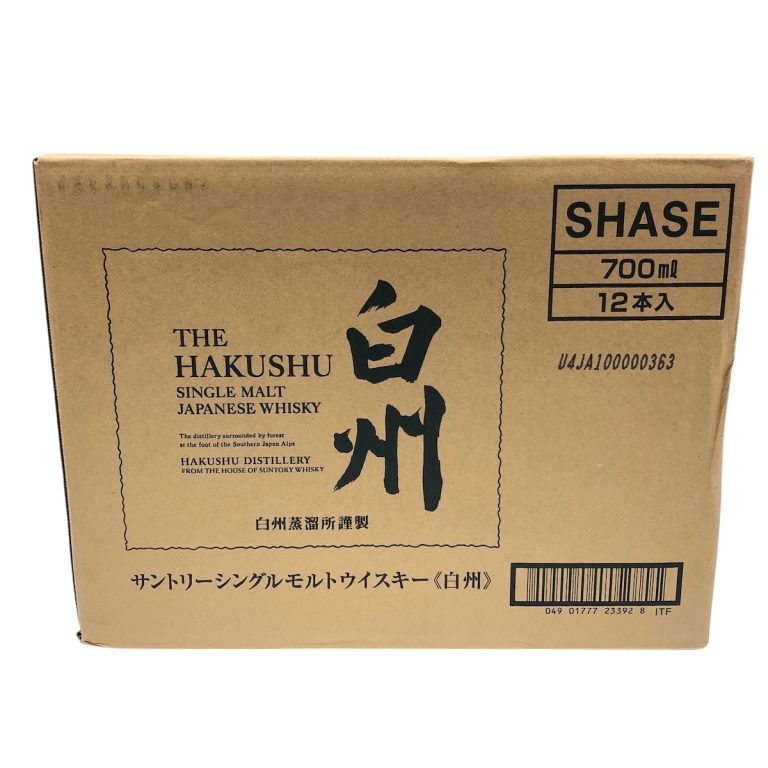 SHASE
700ml
12本入
U4JA100000363
THE
HAKUSHU
SINGLE MALT
JAPANESE WHISKY
The distillery surrounded by forest
at the foot of the Southern Japan Alps
HAKUSHU DISTILLERY
FROM THE HOUSE OF SUNTORY WHISKY
白州
白州蒸溜所謹製
サントリーシングルモルトウイスキー《白州》
049 01777 23392 8 ITF